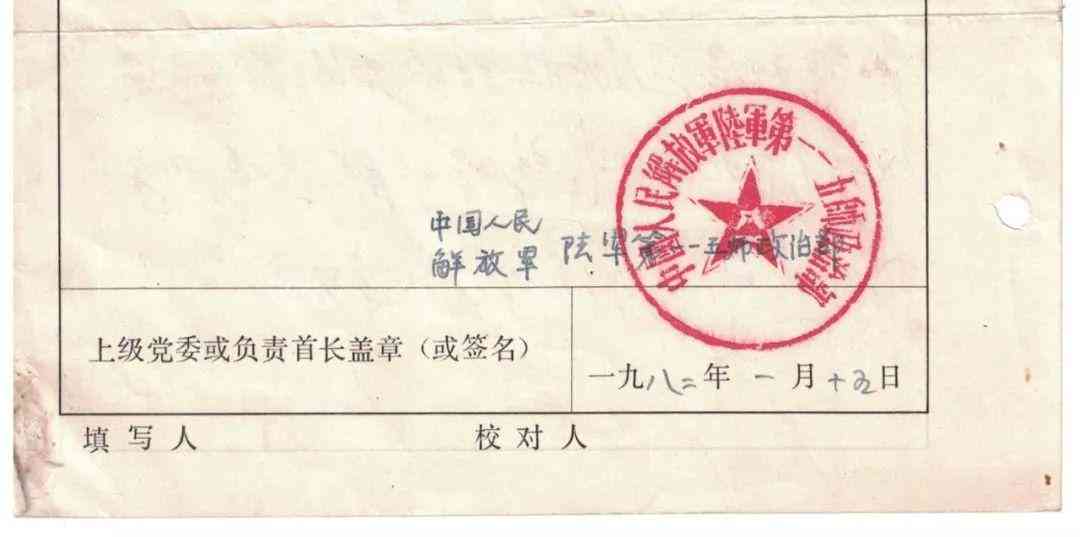 中國人民解放軍陸軍第一一五師政治部
中国人民
解放军 陆军第一一五师政治部
上级党委或负责首长盖章（或签名）
一九八二年一月十五日
填写人 校对人